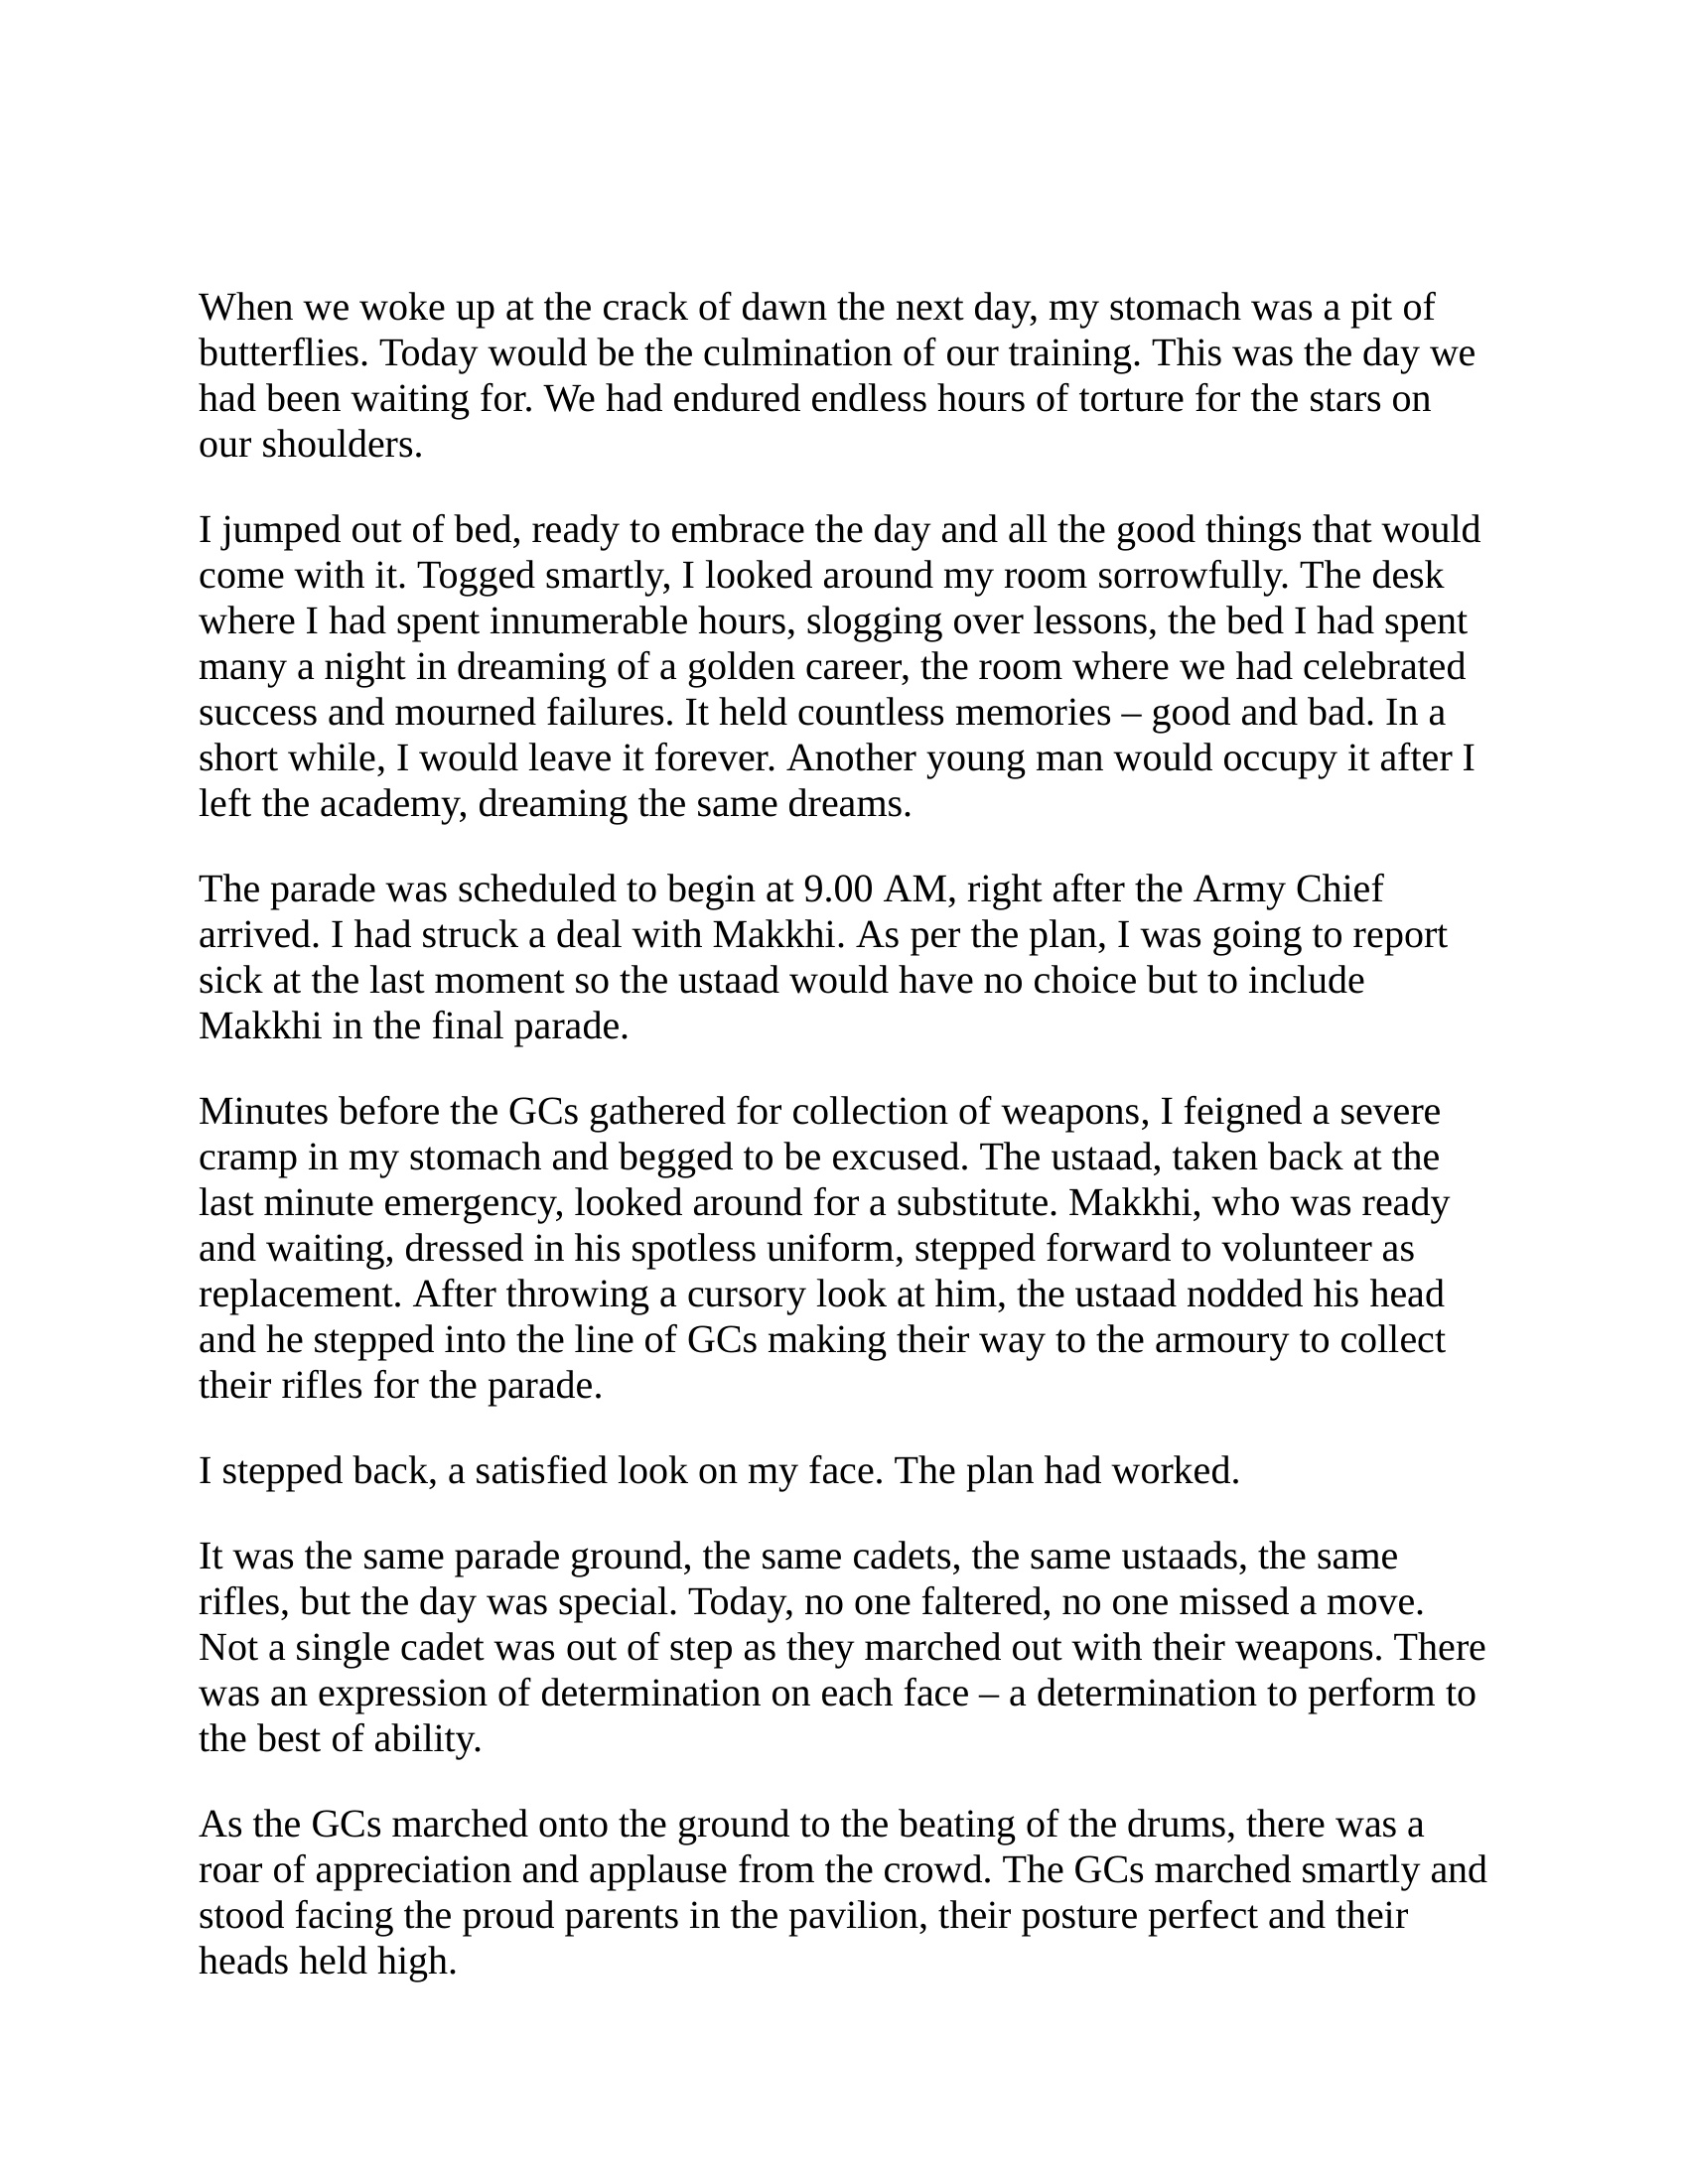 When we woke up at the crack of dawn the next day, my stomach was a pit of
butterflies. Today would be the culmination of our training. This was the day we
had been waiting for. We had endured endless hours of torture for the stars on
our shoulders.
I jumped out of bed, ready to embrace the day and all the good things that would
come with it. Togged smartly, I looked around my room sorrowfully. The desk
where I had spent innumerable hours, slogging over lessons, the bed I had spent
many a night in dreaming of a golden career, the room where we had celebrated
success and mourned failures. It held countless memories – good and bad. In a
short while, I would leave it forever. Another young man would occupy it after I
left the academy, dreaming the same dreams.
The parade was scheduled to begin at 9.00 AM, right after the Army Chief
arrived. I had struck a deal with Makkhi. As per the plan, I was going to report
sick at the last moment so the ustaad would have no choice but to include
Makkhi in the final parade.
Minutes before the GCs gathered for collection of weapons, I feigned a severe
cramp in my stomach and begged to be excused. The ustaad, taken back at the
last minute emergency, looked around for a substitute. Makkhi, who was ready
and waiting, dressed in his spotless uniform, stepped forward to volunteer as
replacement. After throwing a cursory look at him, the ustaad nodded his head
and he stepped into the line of GCs making their way to the armoury to collect
their rifles for the parade.
I stepped back, a satisfied look on my face. The plan had worked.
It was the same parade ground, the same cadets, the same ustaads, the same
rifles, but the day was special. Today, no one faltered, no one missed a move.
Not a single cadet was out of step as they marched out with their weapons. There
was an expression of determination on each face – a determination to perform to
the best of ability.
As the GCs marched onto the ground to the beating of the drums, there was a
roar of appreciation and applause from the crowd. The GCs marched smartly and
stood facing the proud parents in the pavilion, their posture perfect and their
heads held high.